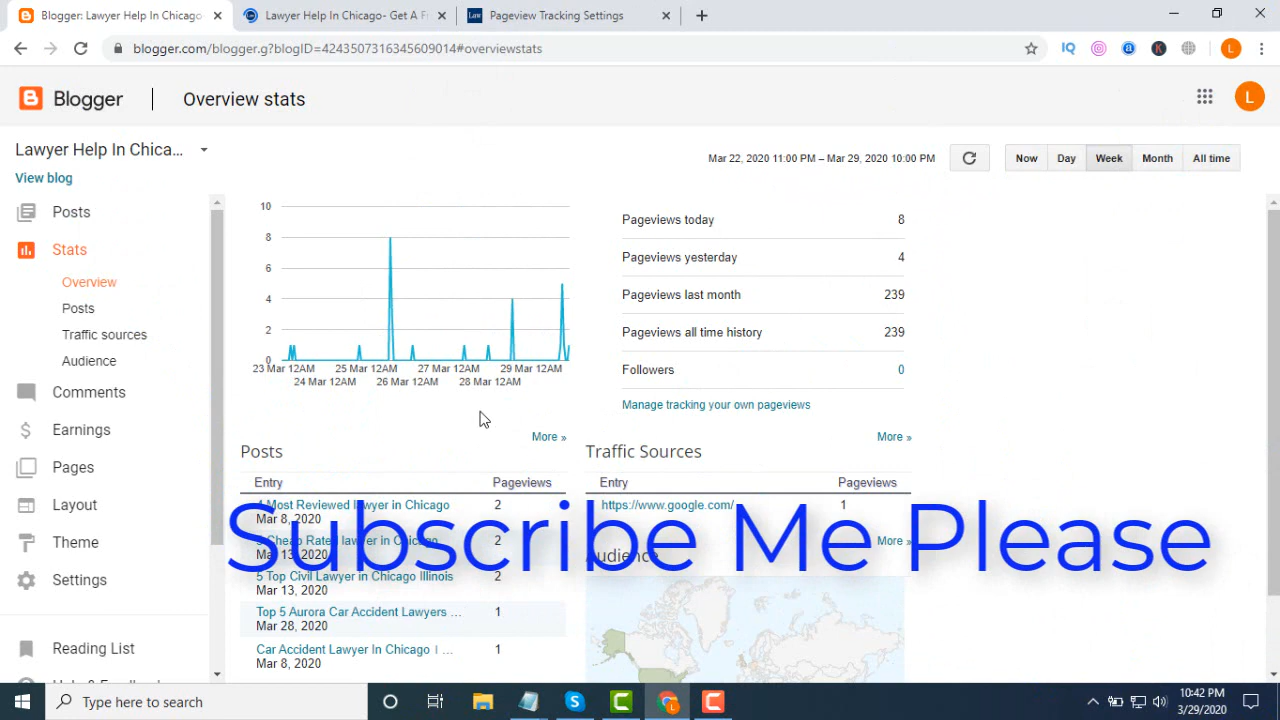 Blogger: Lawyer Help In Chicago
Lawyer Help In Chicago- Get A Fr
Pageview Tracking Settings
blogger.com/blogger.g?blogID=4243507316345609014#overviewstats
IQ
L
Blogger
Overview stats
L
Lawyer Help In Chica...
Mar 22, 2020 11:00 PM – Mar 29, 2020 10:00 PM
Now
Day
Week
Month
All time
View blog
Posts
Stats
Overview
Posts
Traffic sources
Audience
Comments
Earnings
Pages
Layout
Theme
Settings
Reading List
10
8
6
4
2
0
23 Mar 12AM
25 Mar 12AM
27 Mar 12AM
29 Mar 12AM
24 Mar 12AM
26 Mar 12AM
28 Mar 12AM
Pageviews today 8
Pageviews yesterday 4
Pageviews last month 239
Pageviews all time history 239
Followers 0
Manage tracking your own pageviews
More »
Posts
Entry Pageviews
4 Most Reviewed lawyer in Chicago 2
Mar 8, 2020
Cheap Rated lawyer in Chicago 2
Mar 13, 2020
5 Top Civil Lawyer in Chicago Illinois 2
Mar 13, 2020
Top 5 Aurora Car Accident Lawyers ... 1
Mar 28, 2020
Car Accident Lawyer In Chicago | ... 1
Mar 8, 2020
More »
Traffic Sources
Entry Pageviews
https://www.google.com/ 1
More »
Audience
Subscribe Me Please
Type here to search
10:42 PM
3/29/2020